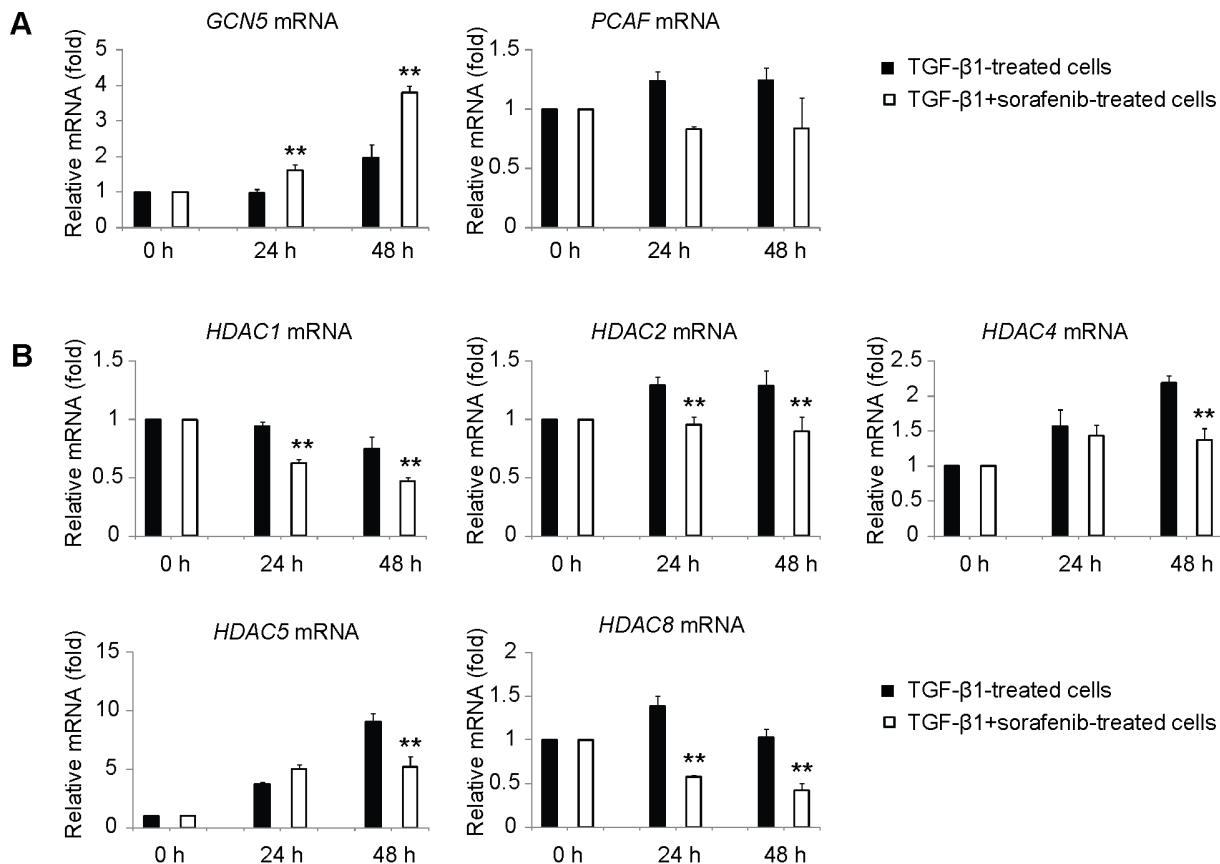 A
GCN5 mRNA
Relative mRNA (fold)
5
4
3
2
1
0
**
**
0 h 24 h 48 h
PCAF mRNA
Relative mRNA (fold)
1.5
1
0.5
0
0 h 24 h 48 h
TGF-β1-treated cells
TGF-β1+sorafenib-treated cells
B
HDAC1 mRNA
Relative mRNA (fold)
1.5
1
0.5
0
**
**
0 h 24 h 48 h
HDAC2 mRNA
Relative mRNA (fold)
1.5
1
0.5
0
**
**
0 h 24 h 48 h
HDAC4 mRNA
Relative mRNA (fold)
2.5
2
1.5
1
0.5
0
**
0 h 24 h 48 h
HDAC5 mRNA
Relative mRNA (fold)
15
10
5
0
**
0 h 24 h 48 h
HDAC8 mRNA
Relative mRNA (fold)
2
1.5
1
0.5
0
**
**
0 h 24 h 48 h
TGF-β1-treated cells
TGF-β1+sorafenib-treated cells